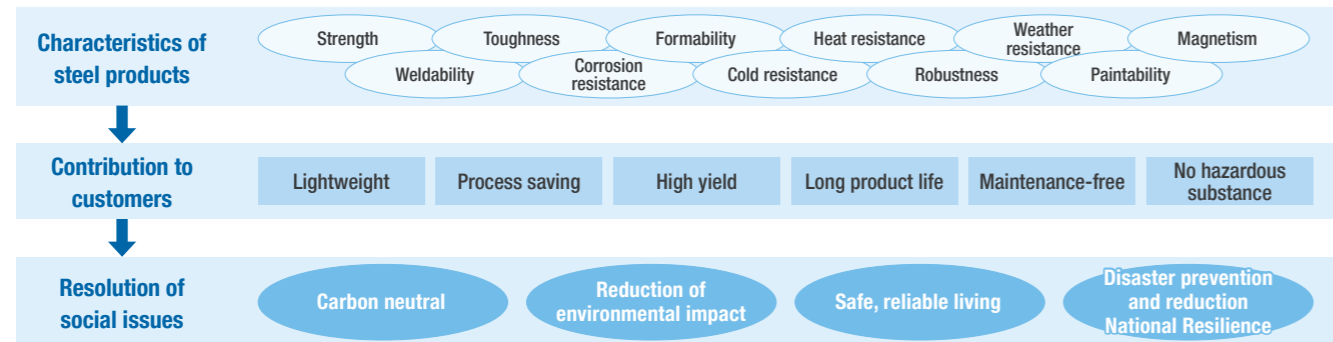 Characteristics of
steel products
Strength
Toughness
Formability
Heat resistance
Weather
resistance
Magnetism
Weldability
Corrosion
resistance
Cold resistance
Robustness
Paintability
Contribution to
customers
Lightweight
Process saving
High yield
Long product life
Maintenance-free
No hazardous
substance
Resolution of
social issues
Carbon neutral
Reduction of
environmental impact
Safe, reliable living
Disaster prevention
and reduction
National Resilience